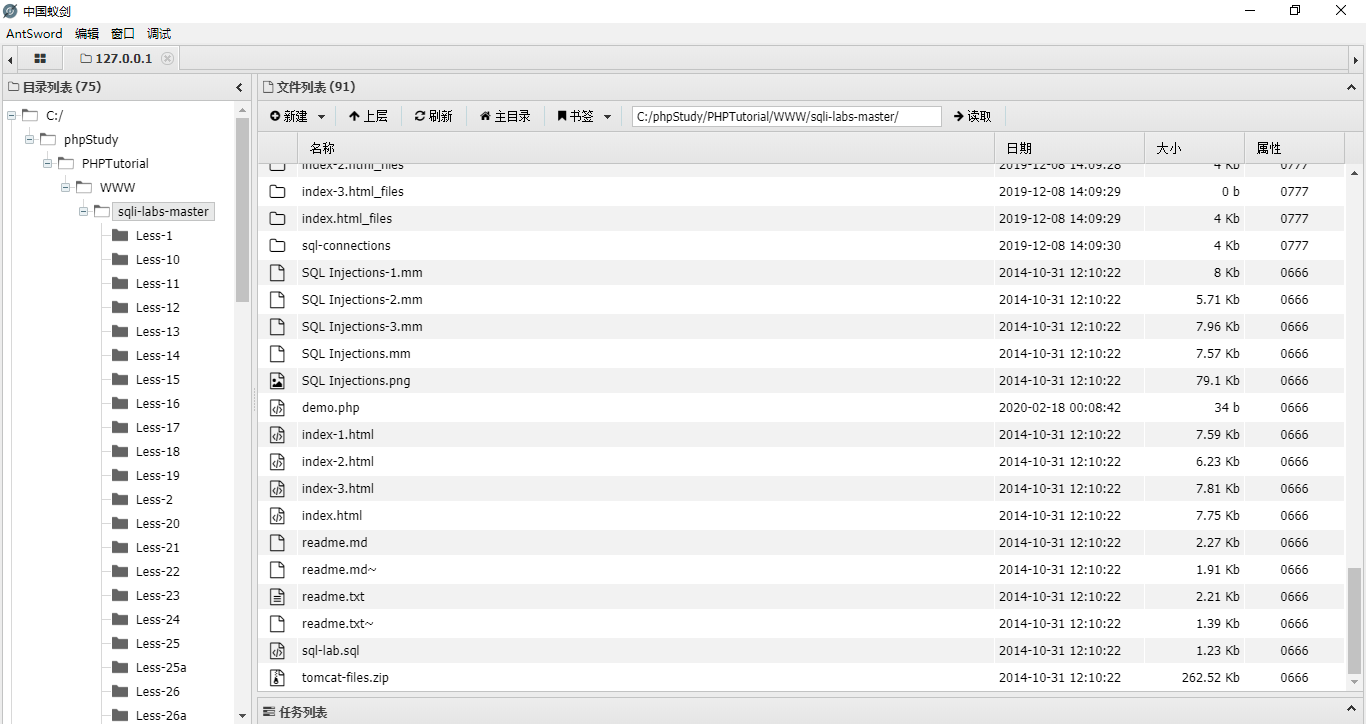 中国蚁剑
AntSword 编辑 窗口 调试
127.0.0.1
目录列表 (75)
C:/
phpStudy
PHPTutorial
WWW
sqli-labs-master
Less-1
Less-10
Less-11
Less-12
Less-13
Less-14
Less-15
Less-16
Less-17
Less-18
Less-19
Less-2
Less-20
Less-21
Less-22
Less-23
Less-24
Less-25
Less-25a
Less-26
Less-26a
文件列表 (91)
新建 上层 刷新 主目录 书签 C:/phpStudy/PHPTutorial/WWW/sqli-labs-master/ 读取
名称 日期 大小 属性
index-2.html_files 2019-12-08 14:09:28 4 Kb 0777
index-3.html_files 2019-12-08 14:09:29 0 b 0777
index.html_files 2019-12-08 14:09:29 4 Kb 0777
sql-connections 2019-12-08 14:09:30 4 Kb 0777
SQL Injections-1.mm 2014-10-31 12:10:22 8 Kb 0666
SQL Injections-2.mm 2014-10-31 12:10:22 5.71 Kb 0666
SQL Injections-3.mm 2014-10-31 12:10:22 7.96 Kb 0666
SQL Injections.mm 2014-10-31 12:10:22 7.57 Kb 0666
SQL Injections.png 2014-10-31 12:10:22 79.1 Kb 0666
demo.php 2020-02-18 00:08:42 34 b 0666
index-1.html 2014-10-31 12:10:22 7.59 Kb 0666
index-2.html 2014-10-31 12:10:22 6.23 Kb 0666
index-3.html 2014-10-31 12:10:22 7.81 Kb 0666
index.html 2014-10-31 12:10:22 7.75 Kb 0666
readme.md 2014-10-31 12:10:22 2.27 Kb 0666
readme.md~ 2014-10-31 12:10:22 1.91 Kb 0666
readme.txt 2014-10-31 12:10:22 2.21 Kb 0666
readme.txt~ 2014-10-31 12:10:22 1.39 Kb 0666
sql-lab.sql 2014-10-31 12:10:22 1.23 Kb 0666
tomcat-files.zip 2014-10-31 12:10:22 262.52 Kb 0666
任务列表